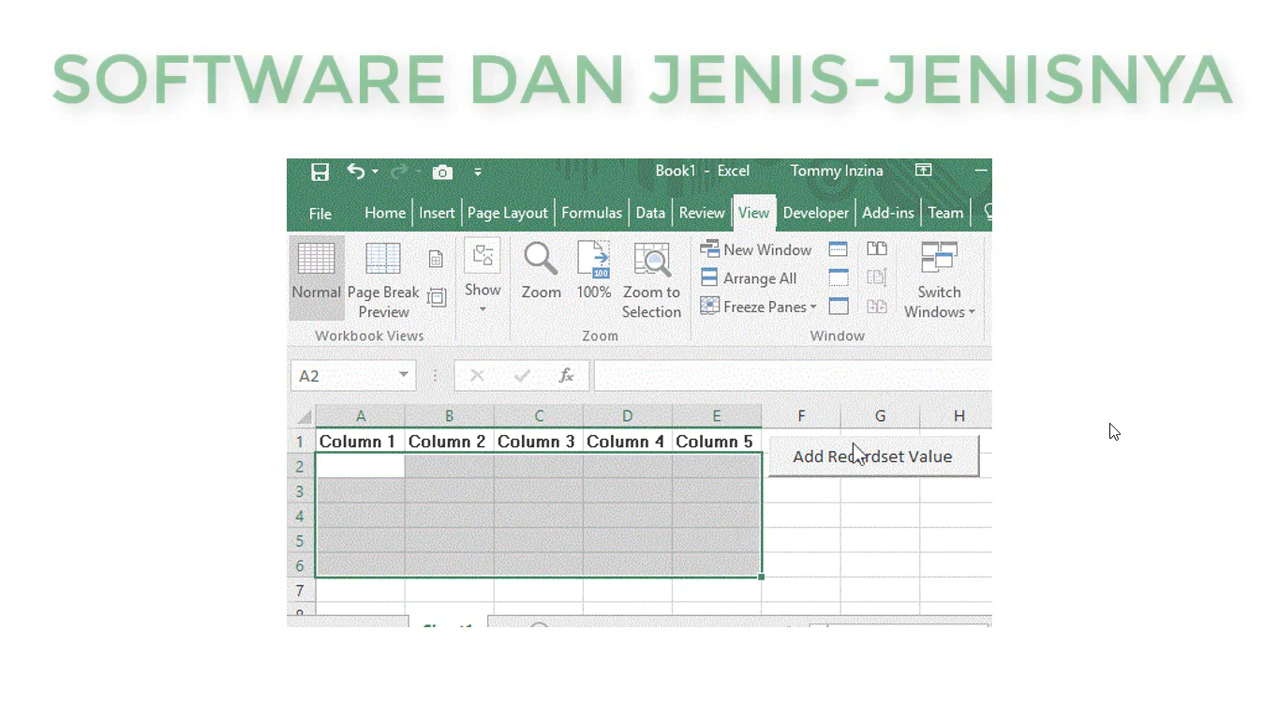 SOFTWARE DAN JENIS-JENISNYA
Book1 - Excel Tommy Inzina
File Home Insert Page Layout Formulas Data Review View Developer Add-ins Team
Normal Page Break Preview Show Zoom 100% Zoom to Selection
New Window
Arrange All
Freeze Panes
Switch Windows
Workbook Views Zoom Window
A2 fx
A B C D E F G H
1 Column 1 Column 2 Column 3 Column 4 Column 5
Add Recordset Value
2
3
4
5
6
7